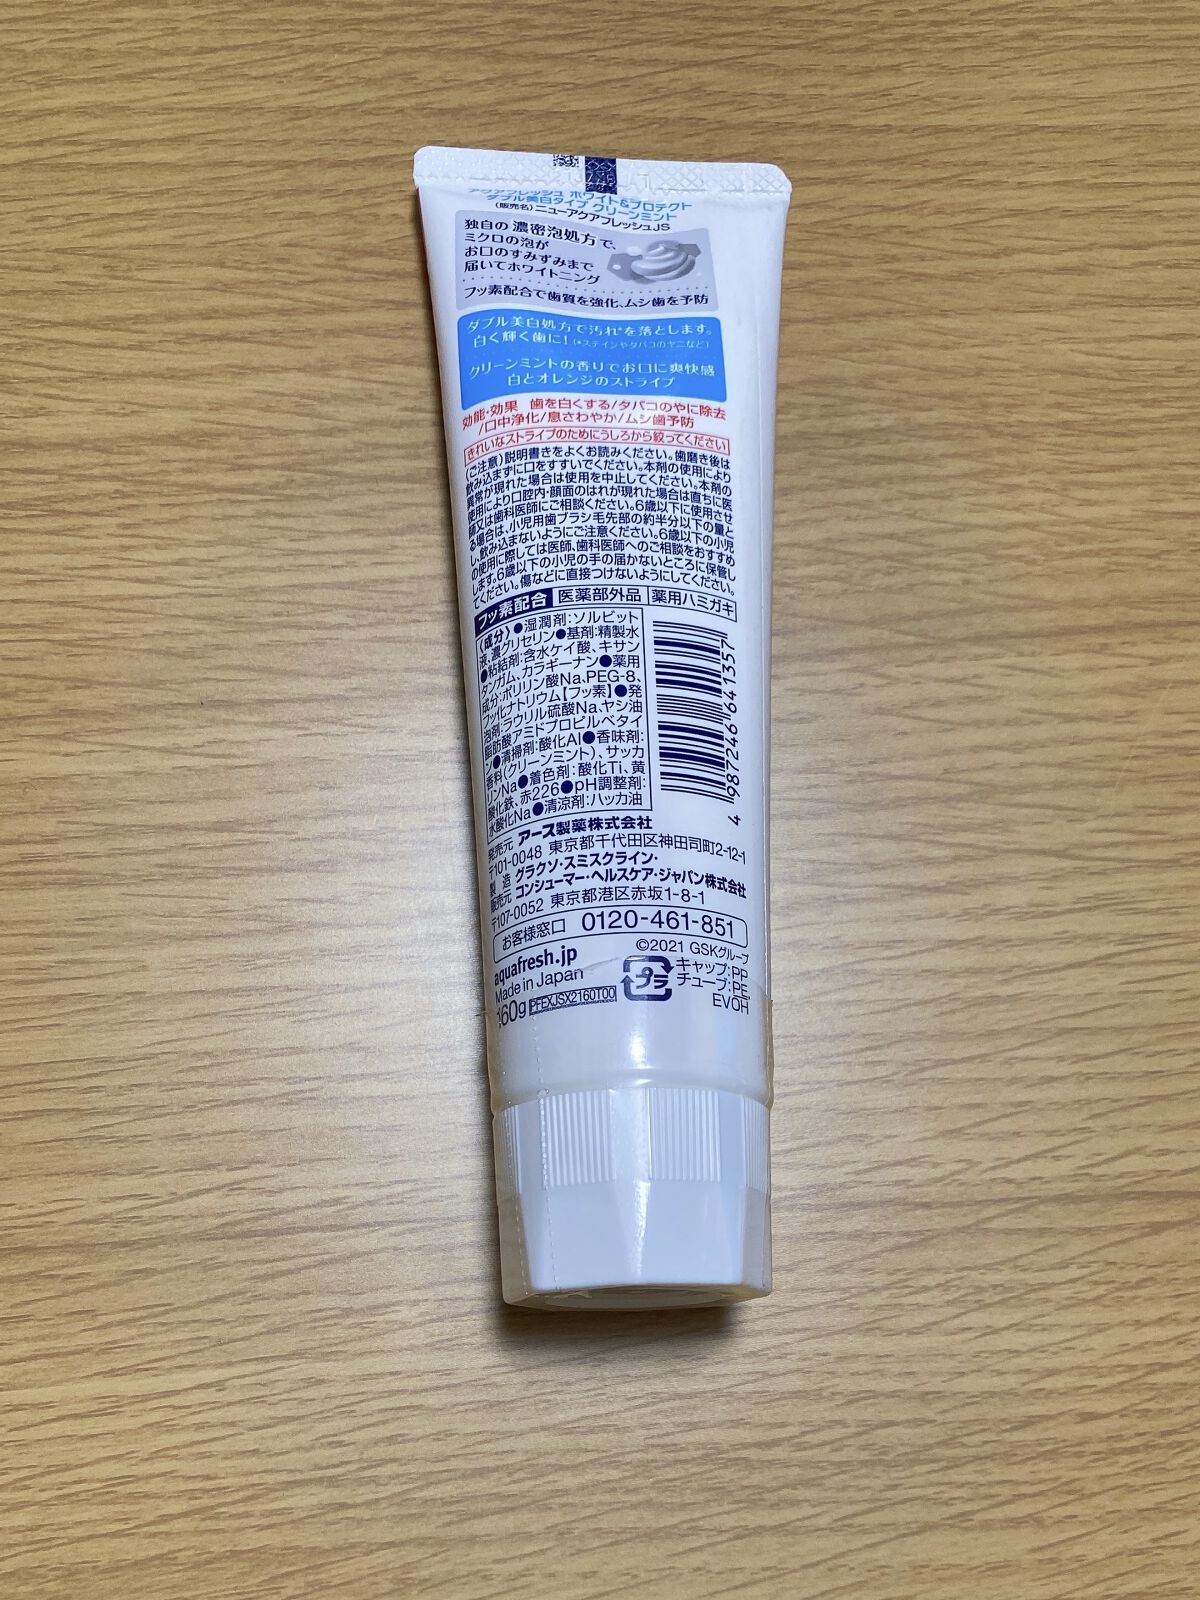 アクアフレッシュ ホワイト&プロテクト
ダブル美白タイプ クリーンミント
(販売名)ニューアクアフレッシュJS
独自の 濃密泡処方で、
ミクロの泡が
お口のすみずみまで
届いてホワイトニング
フッ素配合で歯質を強化、ムシ歯を予防
ダブル美白処方で汚れ*を落とします。
白く輝く歯に!(*ステインやタバコのヤニなど)
クリーンミントの香りでお口に爽快感
白とオレンジのストライプ
効能・効果 歯を白くする/タバコのやに除去
/口中浄化/息さわやか/ムシ歯予防
きれいなストライプのためにうしろから絞ってください
(ご注意)説明書きをよくお読みください。歯磨き後は
飲み込まずに口をすすいでください。本剤の使用により
異常が現れた場合は使用を中止してください。本剤の
使用により口腔内・顔面のはれが現れた場合は直ちに医
師又は歯科医師にご相談ください。6歳以下に使用させ
る場合は、小児用歯ブラシ毛先部の約半分以下の量と
し、飲み込まないようにご注意ください。6歳以下の小児
の使用に際しては医師、歯科医師へのご相談をおすすめ
します。6歳以下の小児の手の届かないところに保管し
てください。傷などに直接つけないようにしてください。
フッ素配合 医薬部外品 薬用ハミガキ
〈成分〉●湿潤剤:ソルビット
液、濃グリセリン●基剤:精製水
●粘結剤:含水ケイ酸、キサン
タンガム、カラギーナン●薬用
成分:ポリリン酸Na、PEG-8、
フッ化ナトリウム【フッ素】●発
泡剤:ラウリル硫酸Na、ヤシ油
脂肪酸アミドプロピルベタイ
ン●清掃剤:酸化Al●香味剤:
香料(クリーンミント)、サッカ
リンNa●着色剤:酸化Ti、黄
酸化鉄、赤226●pH調整剤:
水酸化Na●清涼剤:ハッカ油
4 987246 641357
発売元 アース製薬株式会社
〒101-0048 東京都千代田区神田司町2-12-1
製造販売元 グラクソ・スミスクライン・
コンシューマー・ヘルスケア・ジャパン株式会社
〒107-0052 東京都港区赤坂1-8-1
お客様窓口 0120-461-851
aquafresh.jp
©2021 GSKグループ
Made in Japan
プラ
キャップ:PP
チューブ:PE,
EVOH
160g PFEXJSX2160T00